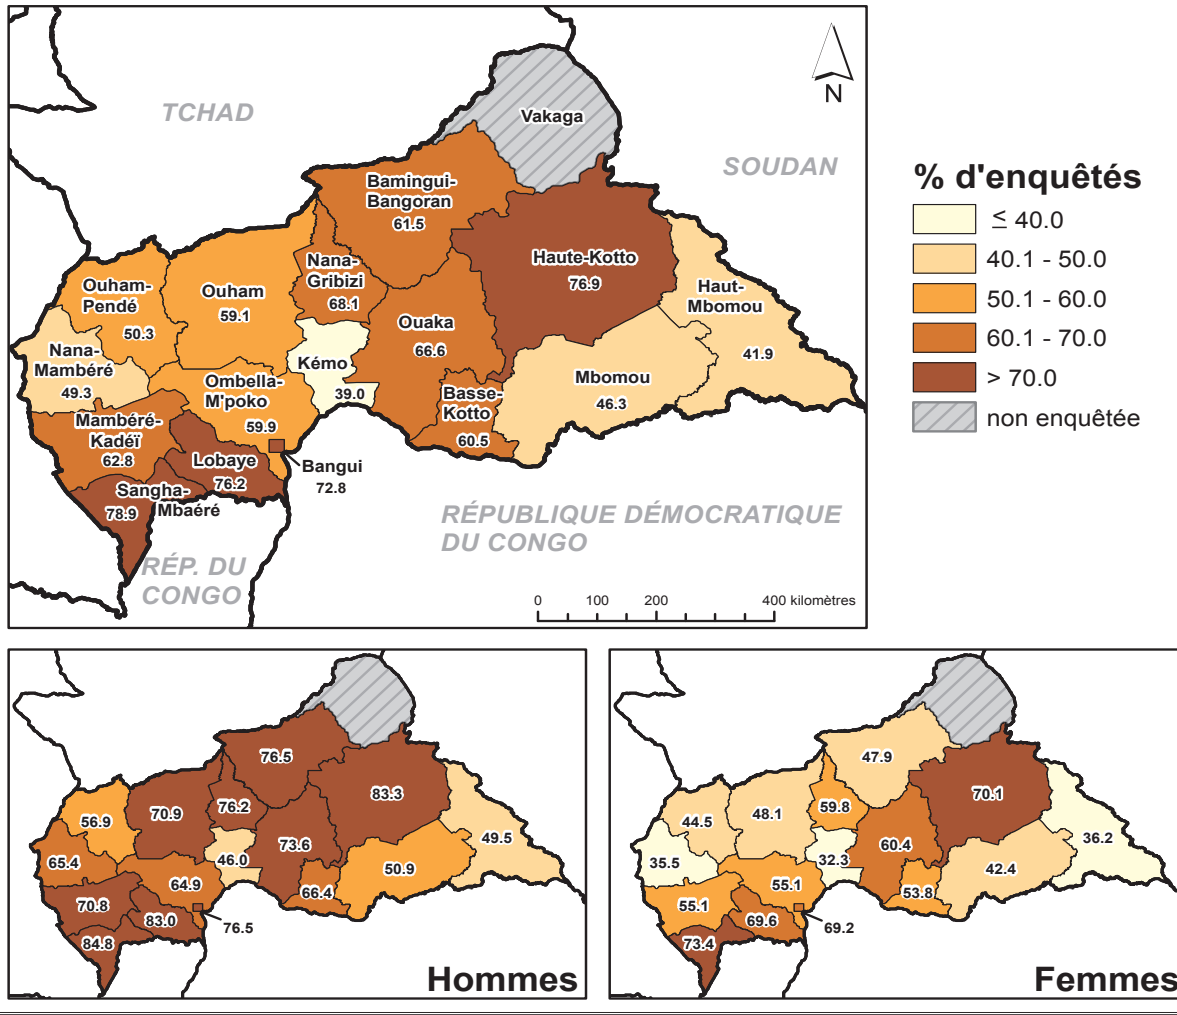 TCHAD
Vakaga
N
SOUDAN
Bamingui-
Bangoran
61.5
Haute-Kotto
76.9
Nana-
Gribizi
68.1
Ouham-
Pendé
50.3
Ouham
59.1
Haut-
Mbomou
41.9
Ouaka
66.6
Nana-
Mambéré
49.3
Kémo
39.0
Ombella-
M'poko
59.9
Basse-
Kotto
60.5
Mbomou
46.3
Mambéré-
Kadéï
62.8
Lobaye
76.2
Bangui
72.8
Sangha-
Mbaéré
78.9
RÉPUBLIQUE DÉMOCRATIQUE
DU CONGO
RÉP. DU
CONGO
0 100 200 400 kilomètres
% d'enquêtés
≤ 40.0
40.1 - 50.0
50.1 - 60.0
60.1 - 70.0
> 70.0
non enquêtée
76.5
83.3
56.9
70.9
76.2
73.6
49.5
65.4
46.0
50.9
64.9
66.4
70.8
83.0
76.5
84.8
Hommes
47.9
70.1
44.5
48.1
59.8
60.4
36.2
35.5
32.3
42.4
55.1
53.8
55.1
69.6
69.2
73.4
Femmes